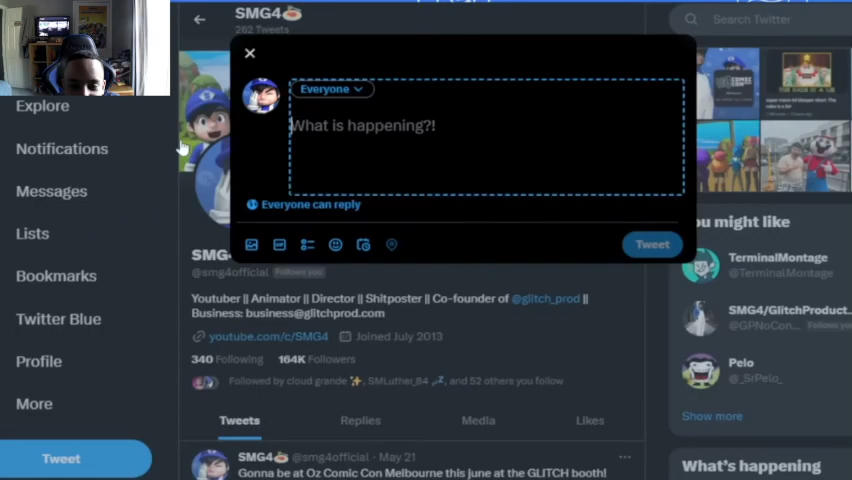 SMG4
262 Tweets
Search Twitter
Everyone
What is happening?!
Everyone can reply
Tweet
Explore
Notifications
Messages
Lists
Bookmarks
Twitter Blue
Profile
More
Tweet
SMG
@smg4official Follows you
Youtuber || Animator || Director || Shitposter || Co-founder of @glitch_prod ||
Business: business@glitchprod.com
youtube.com/c/SMG4 Joined July 2013
340 Following 164K Followers
Followed by cloud grande ✨, SMLuther_64 💤, and 52 others you follow
Tweets Replies Media Likes
SMG4 @smg4official · May 21
Gonna be at Oz Comic Con Melbourne this june at the GLITCH booth!
ou might like
TerminalMontage
@TerminalMontage
SMG4/GlitchProduct...
@GPNoCon... Follows you
Pelo
@_SrPelo_
Show more
What's happening